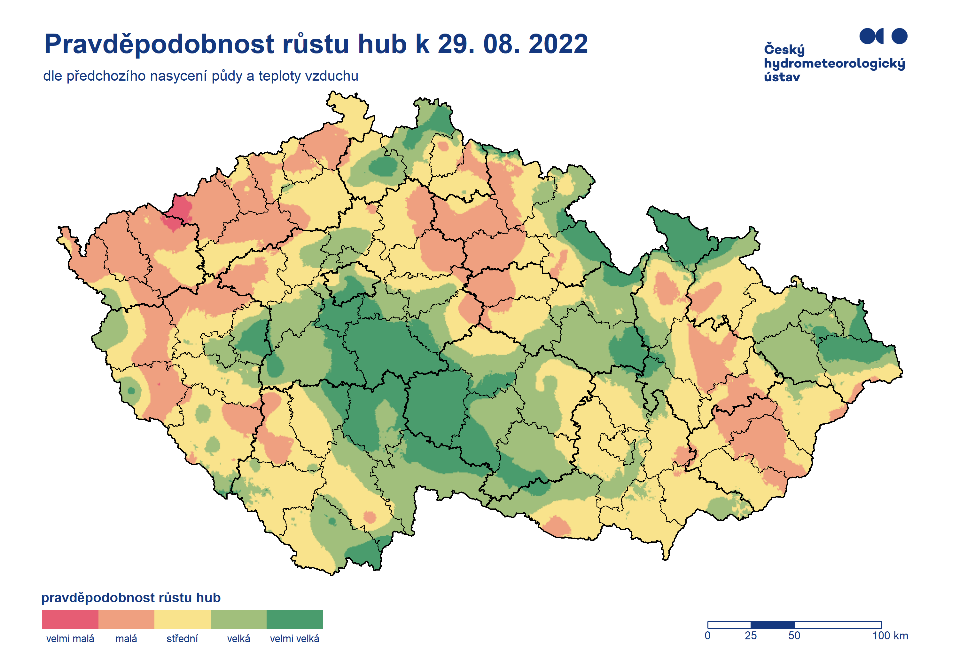 Pravděpodobnost růstu hub k 29. 08. 2022
dle předchozího nasycení půdy a teploty vzduchu
Český
hydrometeorologický
ústav
pravděpodobnost růstu hub
velmi malá malá střední velká velmi velká
0 25 50 100 km